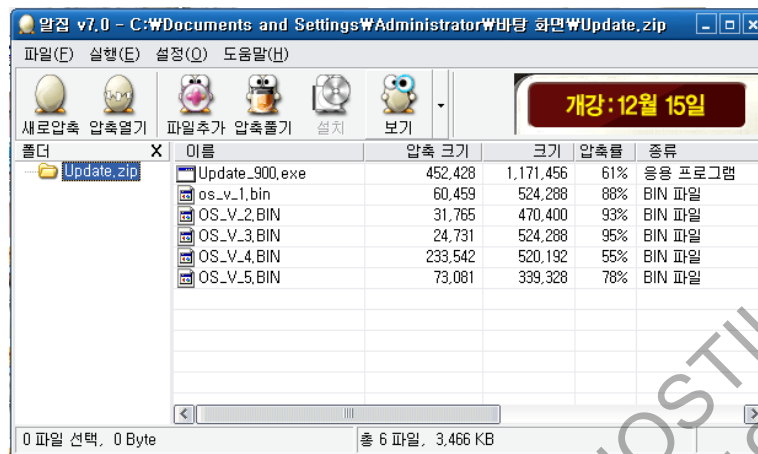 알집 v7.0 - C:₩Documents and Settings₩Administrator₩바탕 화면₩Update.zip
파일(F) 실행(E) 설정(O) 도움말(H)
새로압축 압축열기 파일추가 압축풀기 설치 보기
개강:12월 15일
폴더 X 이름 압축 크기 크기 압축률 종류
Update.zip Update_900.exe 452,428 1,171,456 61% 응용 프로그램
os_v_1.bin 60,459 524,288 88% BIN 파일
OS_V_2.BIN 31,765 470,400 93% BIN 파일
OS_V_3.BIN 24,731 524,288 95% BIN 파일
OS_V_4.BIN 233,542 520,192 55% BIN 파일
OS_V_5.BIN 73,081 339,328 78% BIN 파일
0 파일 선택, 0 Byte 총 6 파일, 3,466 KB